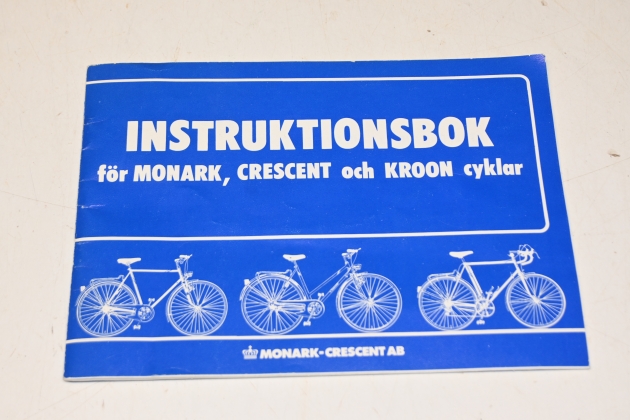 INSTRUKTIONSBOK
för MONARK, CRESCENT och KROON cyklar
MONARK-CRESCENT AB